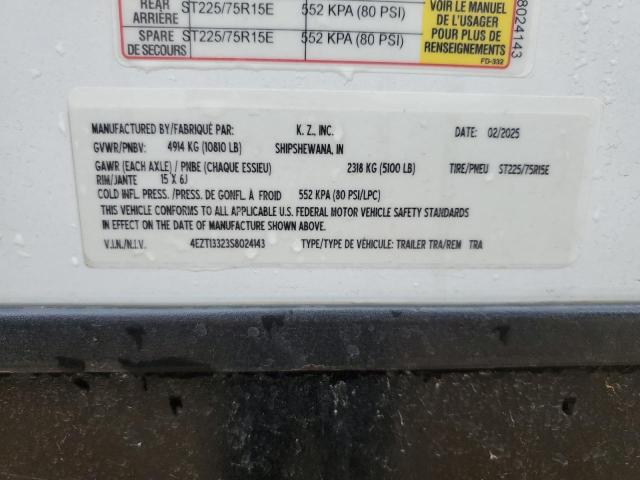 REAR ST225/75R15E 552 KPA (80 PSI)
ARRIÈRE
SPARE ST225/75R15E 552 KPA (80 PSI)
DE SECOURS
VOIR LE MANUEL
DE L'USAGER
POUR PLUS DE
RENSEIGNEMENTS
FD-332
8024143
MANUFACTURED BY/FABRIQUÉ PAR: K. Z., INC. DATE: 02/2025
GVWR/PNBV: 4914 KG (10810 LB) SHIPSHEWANA, IN
GAWR (EACH AXLE) / PNBE (CHAQUE ESSIEU) 2318 KG (5100 LB) TIRE/PNEU ST225/75R15E
RIM/JANTE 15 X 6J
COLD INFL. PRESS./PRESS. DE GONFL. À FROID 552 KPA (80 PSI/LPC)
THIS VEHICLE CONFORMS TO ALL APPLICABLE U.S. FEDERAL MOTOR VEHICLE SAFETY STANDARDS
IN EFFECT ON THE DATE OF MANUFACTURE SHOWN ABOVE.
V.I.N./N.I.V. 4EZT13323S8024143 TYPE/TYPE DE VÉHICULE: TRAILER TRA/REM TRA